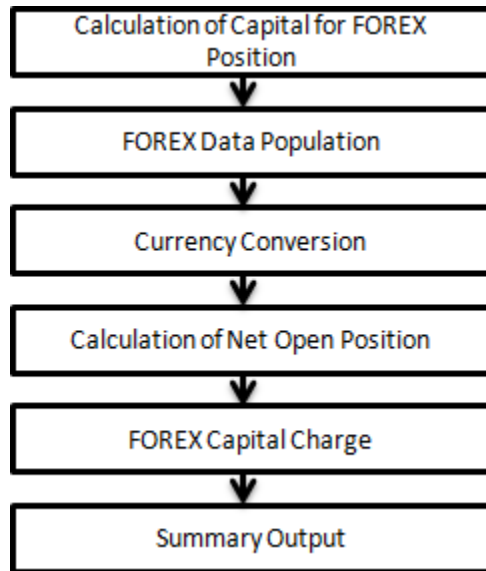 Calculation of Capital for FOREX
Position
FOREX Data Population
Currency Conversion
Calculation of Net Open Position
FOREX Capital Charge
Summary Output